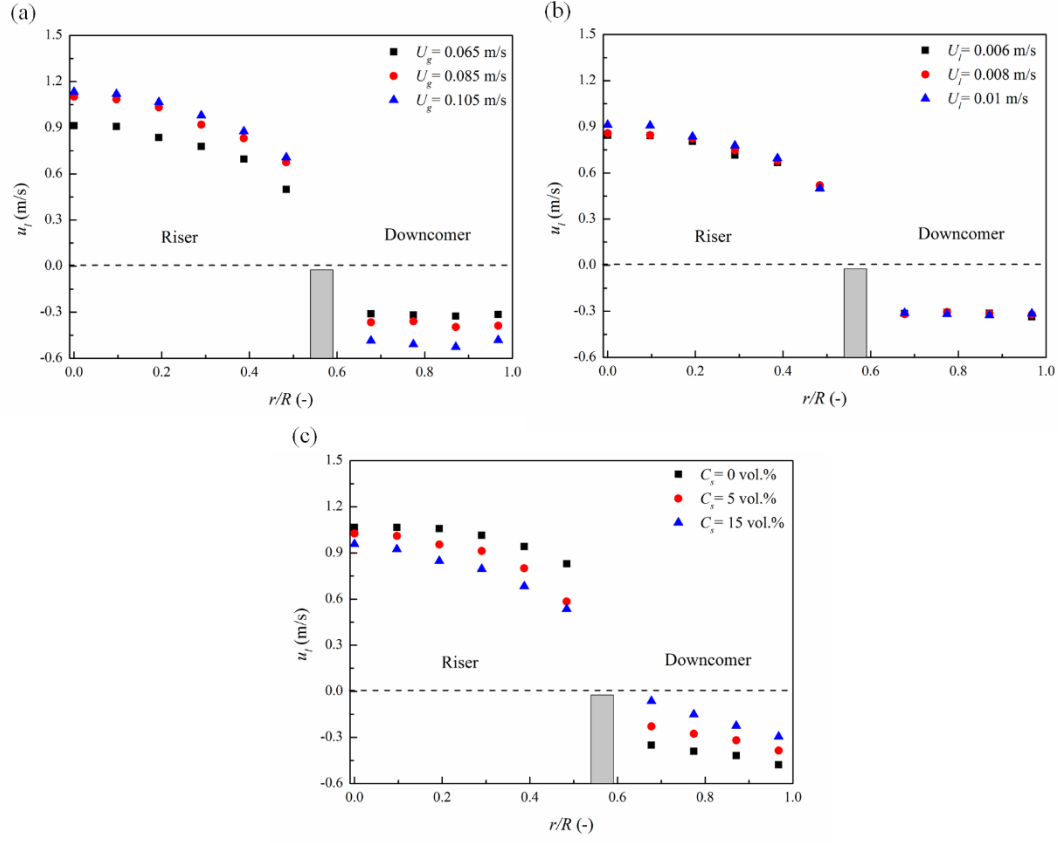 (a)
1.5
1.2
0.9
0.6
0.3
0.0
-0.3
-0.6
u_l (m/s)
U_g = 0.065 m/s
U_g = 0.085 m/s
U_g = 0.105 m/s
Riser
Downcomer
0.0 0.2 0.4 0.6 0.8 1.0
r/R (-)
(b)
1.5
1.2
0.9
0.6
0.3
0.0
-0.3
-0.6
u_l (m/s)
U_l = 0.006 m/s
U_l = 0.008 m/s
U_l = 0.01 m/s
Riser
Downcomer
0.0 0.2 0.4 0.6 0.8 1.0
r/R (-)
(c)
1.5
1.2
0.9
0.6
0.3
0.0
-0.3
-0.6
u_l (m/s)
C_s = 0 vol.%
C_s = 5 vol.%
C_s = 15 vol.%
Riser
Downcomer
0.0 0.2 0.4 0.6 0.8 1.0
r/R (-)